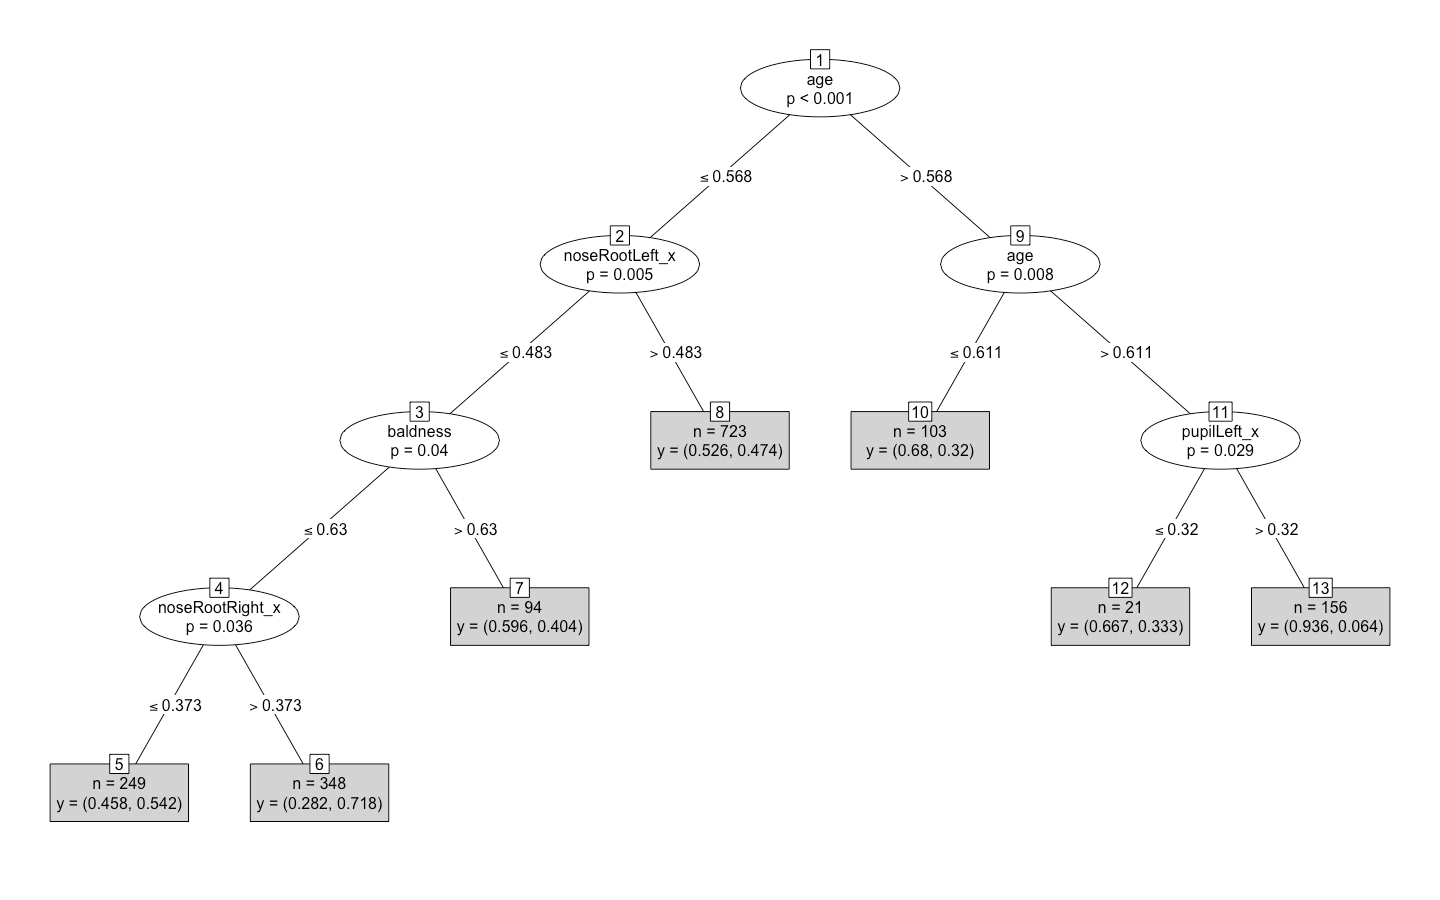 1
age
p < 0.001
≤ 0.568
> 0.568
2
noseRootLeft_x
p = 0.005
9
age
p = 0.008
≤ 0.483
> 0.483
≤ 0.611
> 0.611
3
baldness
p = 0.04
8
n = 723
y = (0.526, 0.474)
10
n = 103
y = (0.68, 0.32)
11
pupilLeft_x
p = 0.029
≤ 0.63
> 0.63
≤ 0.32
> 0.32
4
noseRootRight_x
p = 0.036
7
n = 94
y = (0.596, 0.404)
12
n = 21
y = (0.667, 0.333)
13
n = 156
y = (0.936, 0.064)
≤ 0.373
> 0.373
5
n = 249
y = (0.458, 0.542)
6
n = 348
y = (0.282, 0.718)